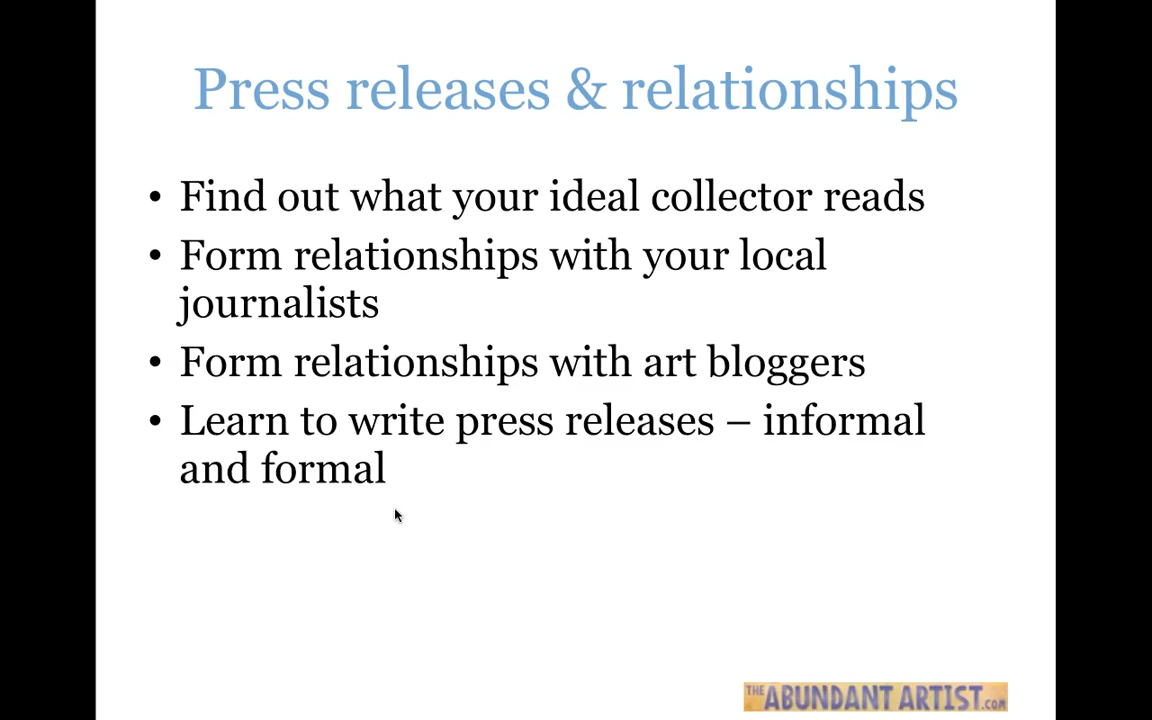 Press releases & relationships
• Find out what your ideal collector reads
• Form relationships with your local
journalists
• Form relationships with art bloggers
• Learn to write press releases – informal
and formal
THE ABUNDANT ARTIST.com